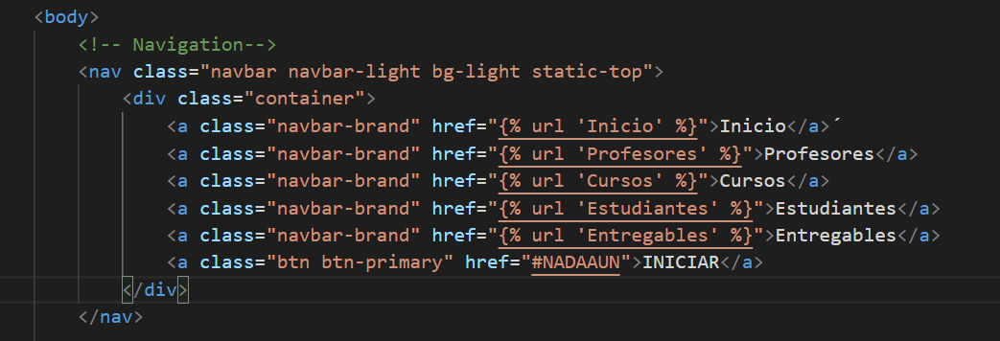 <body>
<!-- Navigation-->
<nav class="navbar navbar-light bg-light static-top">
<div class="container">
<a class="navbar-brand" href="{% url 'Inicio' %}">Inicio</a>´
<a class="navbar-brand" href="{% url 'Profesores' %}">Profesores</a>
<a class="navbar-brand" href="{% url 'Cursos' %}">Cursos</a>
<a class="navbar-brand" href="{% url 'Estudiantes' %}">Estudiantes</a>
<a class="navbar-brand" href="{% url 'Entregables' %}">Entregables</a>
<a class="btn btn-primary" href="#NADAAUN">INICIAR</a>
</div>
</nav>